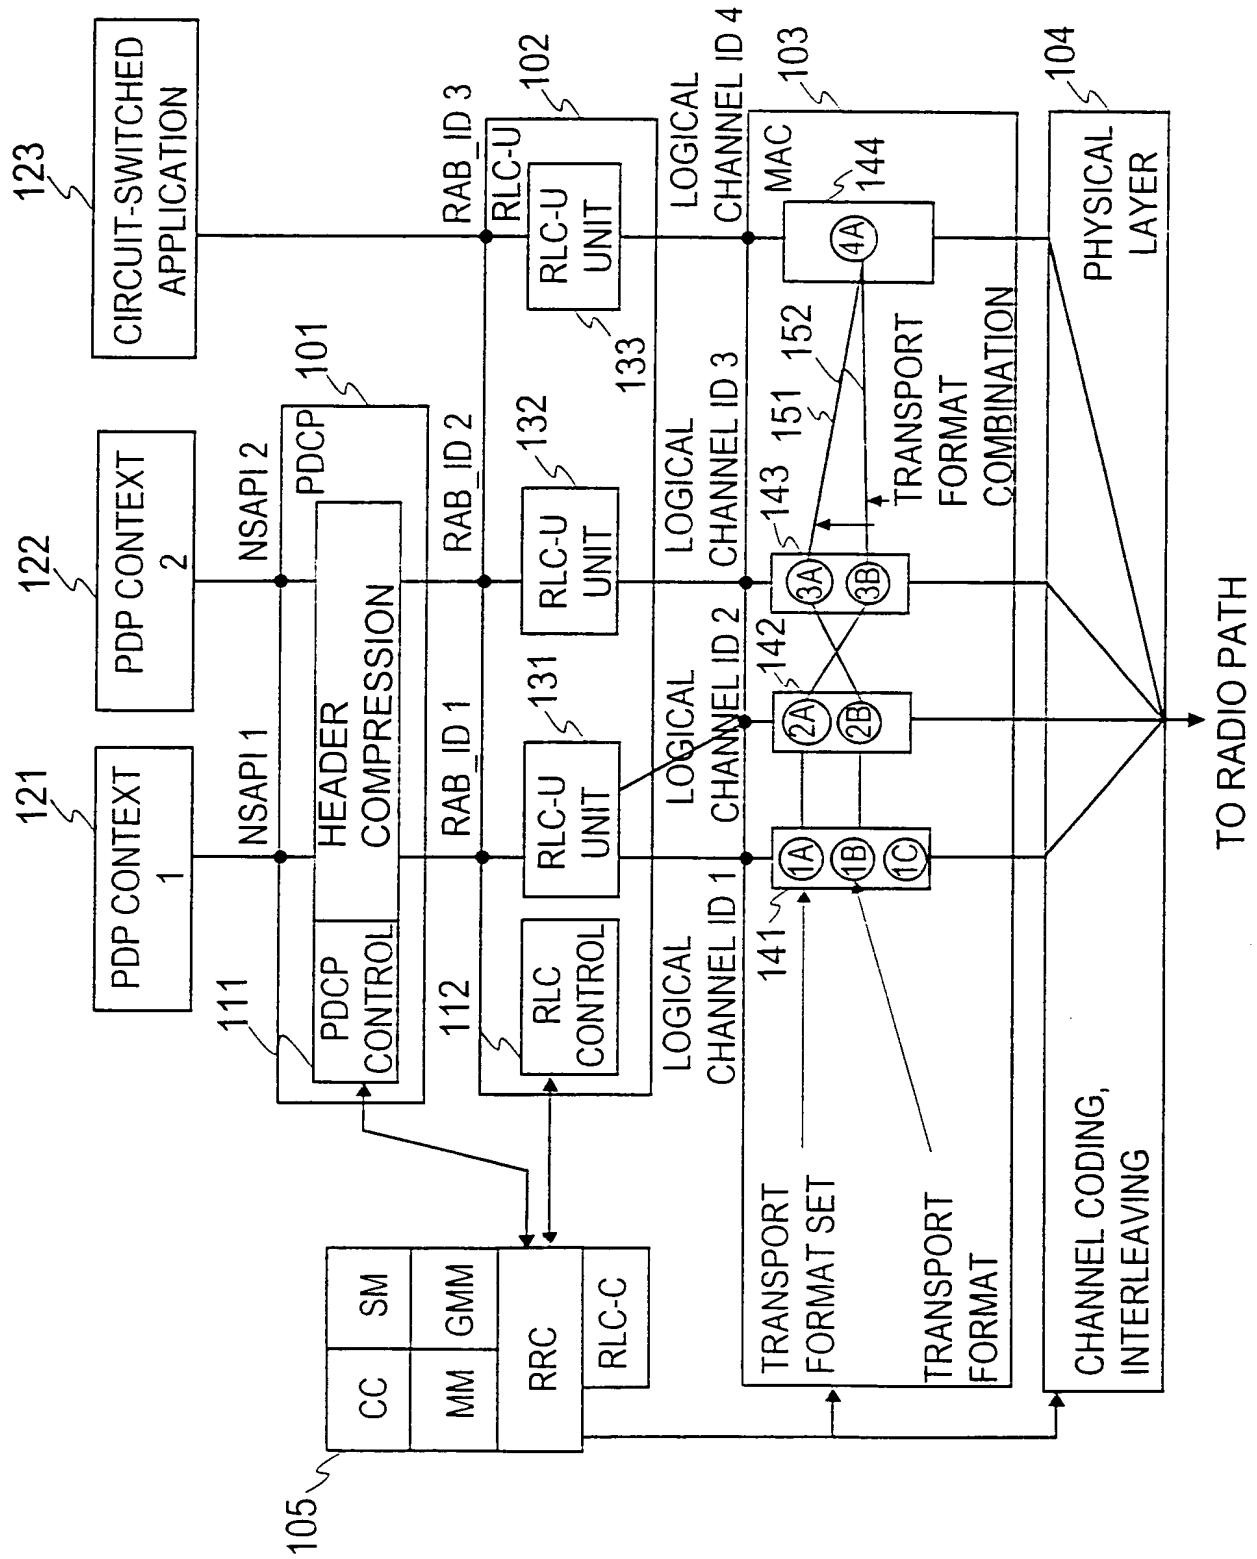 121
PDP CONTEXT
1
122
PDP CONTEXT
2
123
CIRCUIT-SWITCHED
APPLICATION
NSAPI 1
NSAPI 2
101
PDCP
111
PDCP
CONTROL
HEADER
COMPRESSION
105
CC
SM
MM
GMM
RRC
RLC-C
RAB_ID 1
RAB_ID 2
RAB_ID 3
RLC-U
102
112
RLC
CONTROL
RLC-U
UNIT
131
RLC-U
UNIT
132
RLC-U
UNIT
133
LOGICAL
CHANNEL ID 1
LOGICAL
CHANNEL ID 2
LOGICAL
CHANNEL ID 3
LOGICAL
CHANNEL ID 4
103
MAC
141
1A
1B
1C
142
2A
2B
143
3A
3B
144
4A
151
152
TRANSPORT
FORMAT SET
TRANSPORT
FORMAT
TRANSPORT
FORMAT
COMBINATION
104
PHYSICAL
LAYER
CHANNEL CODING,
INTERLEAVING
TO RADIO PATH